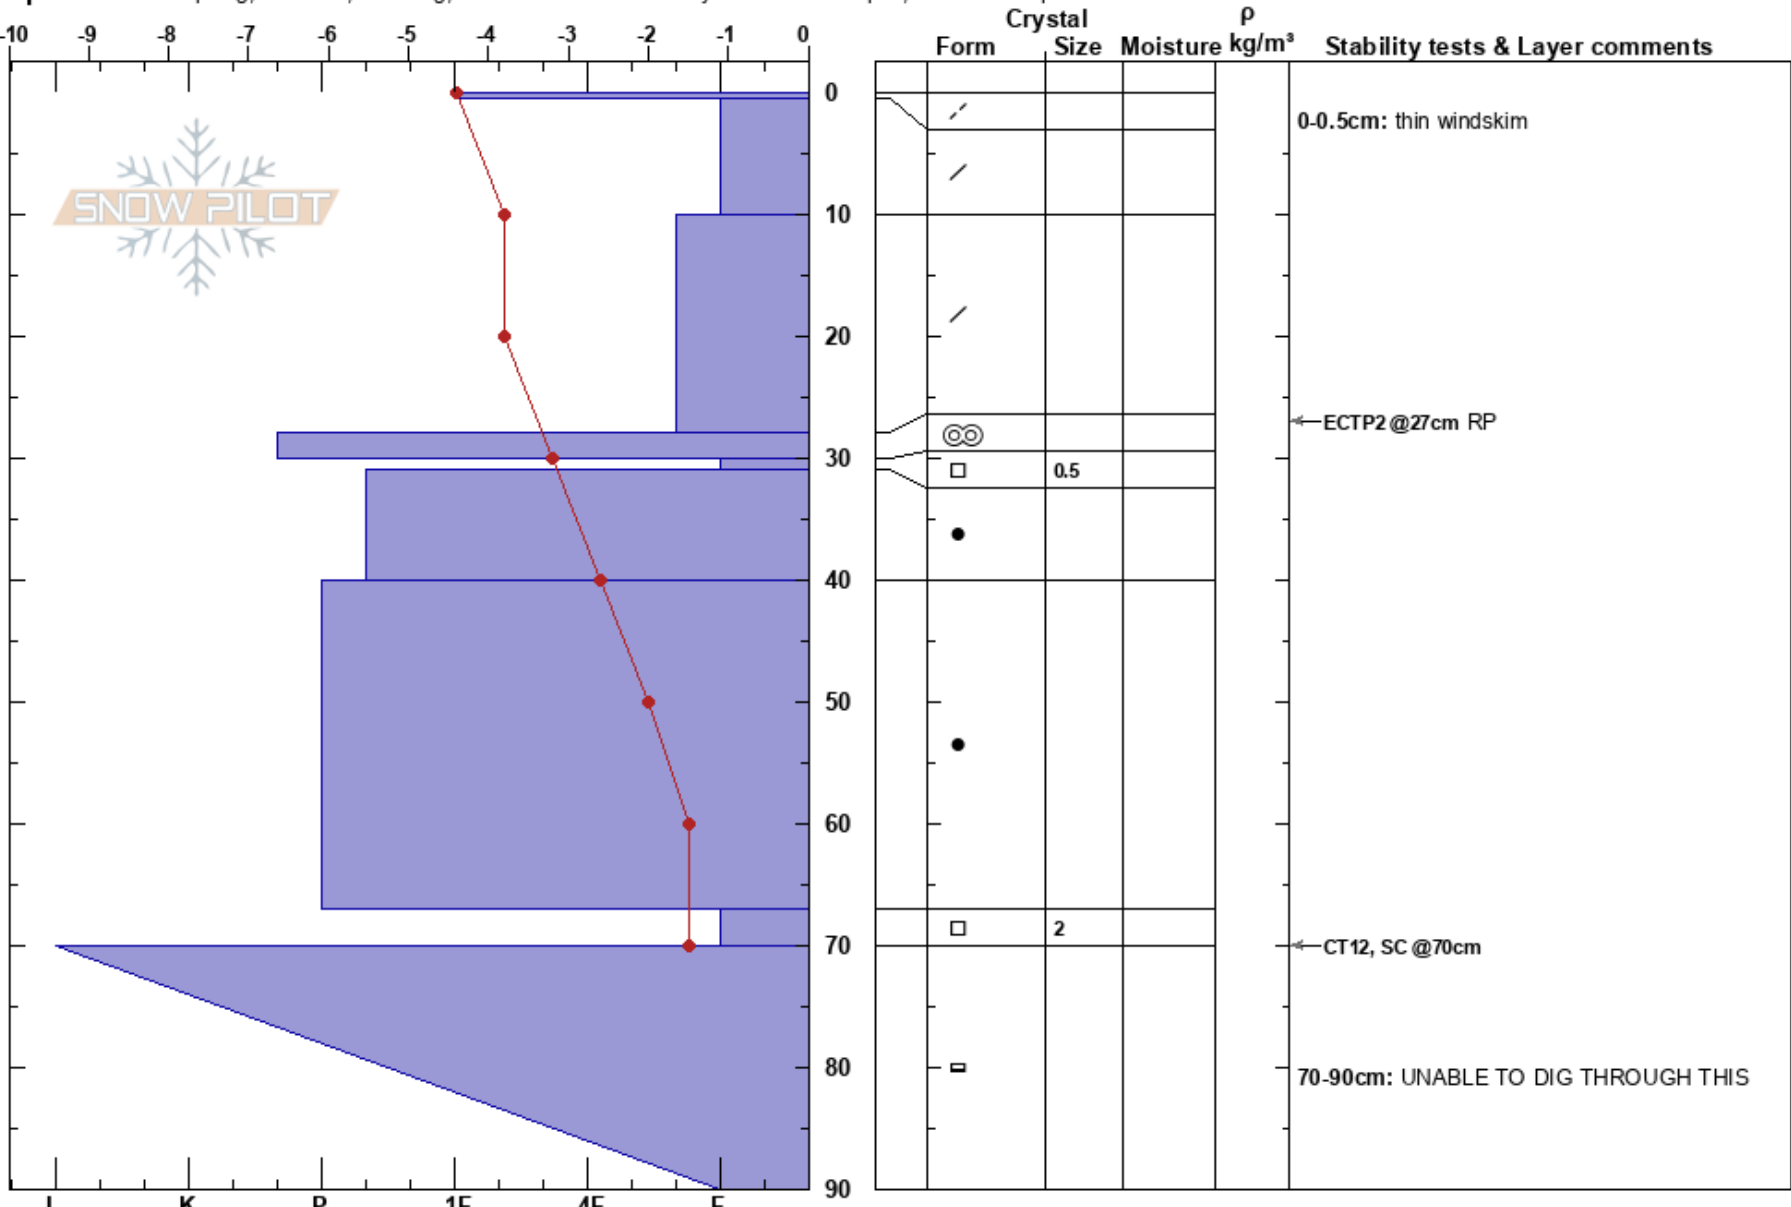 -10 -9 -8 -7 -6 -5 -4 -3 -2 -1 0
Crystal
Form Size Moisture ρ kg/m³ Stability tests & Layer comments
0
0-0.5cm: thin windskim
SNOW PILOT
10
20
ECTP2 @27cm RP
30
0.5
40
50
60
2
70
CT12, SC @70cm
80
70-90cm: UNABLE TO DIG THROUGH THIS
90
I K P 1F 4F F